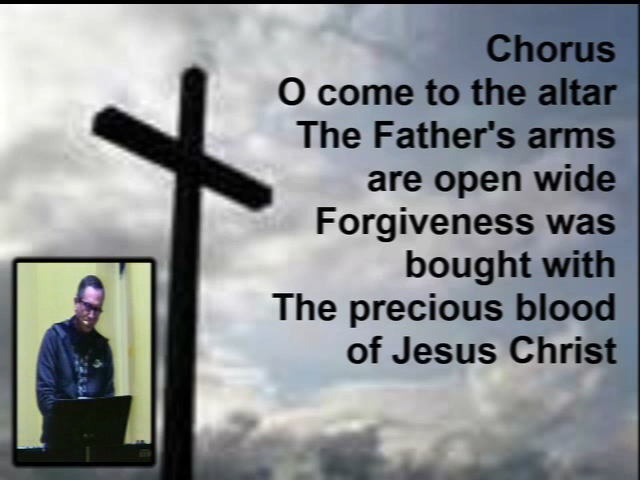 Chorus
O come to the altar
The Father's arms
are open wide
Forgiveness was
bought with
The precious blood
of Jesus Christ